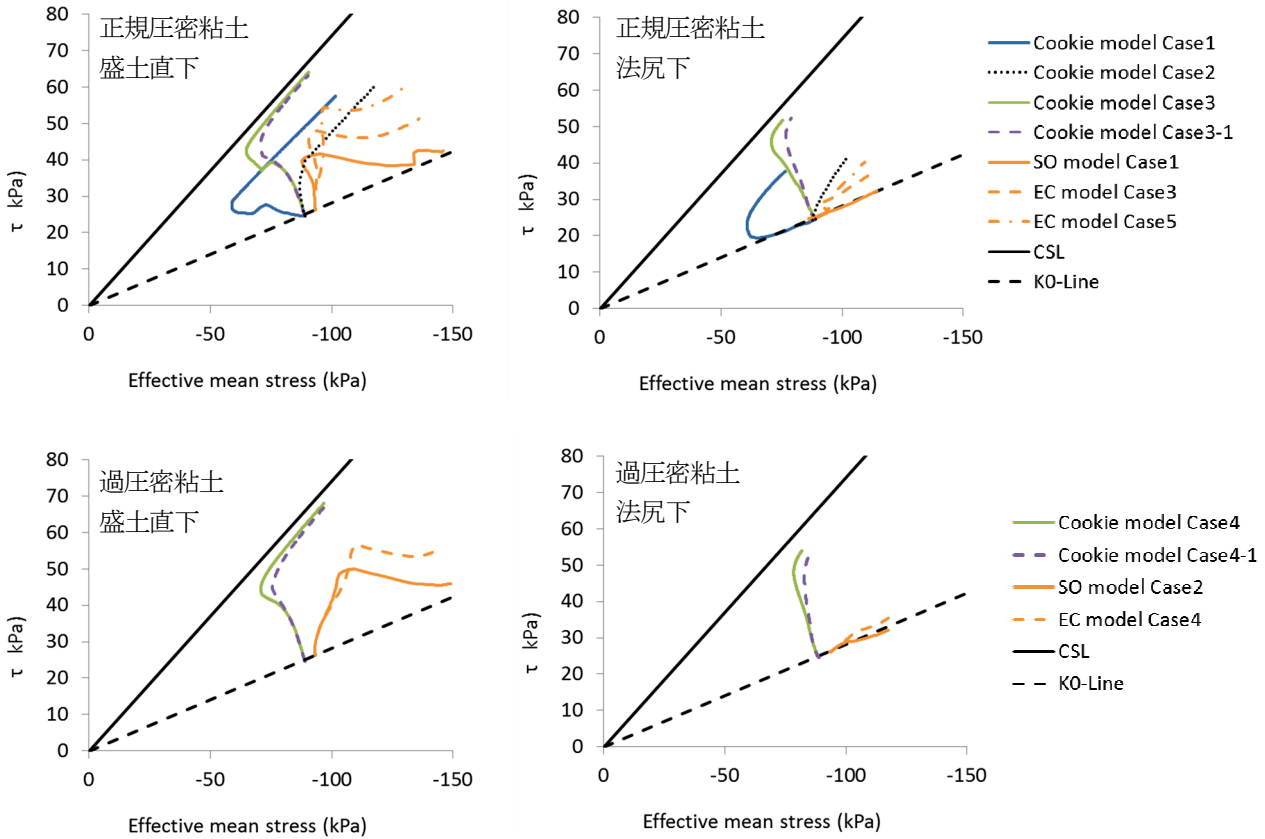 正規圧密粘土
盛土直下
80
70
60
50
40
30
20
10
0
τ kPa
0 -50 -100 -150
Effective mean stress (kPa)
正規圧密粘土
法尻下
80
70
60
50
40
30
20
10
0
τ kPa
0 -50 -100 -150
Effective mean stress (kPa)
Cookie model Case1
Cookie model Case2
Cookie model Case3
Cookie model Case3-1
SO model Case1
EC model Case3
EC model Case5
CSL
K0-Line
過圧密粘土
盛土直下
80
70
60
50
40
30
20
10
0
τ kPa
0 -50 -100 -150
Effective mean stress (kPa)
過圧密粘土
法尻下
80
70
60
50
40
30
20
10
0
τ kPa
0 -50 -100 -150
Effective mean stress (kPa)
Cookie model Case4
Cookie model Case4-1
SO model Case2
EC model Case4
CSL
K0-Line